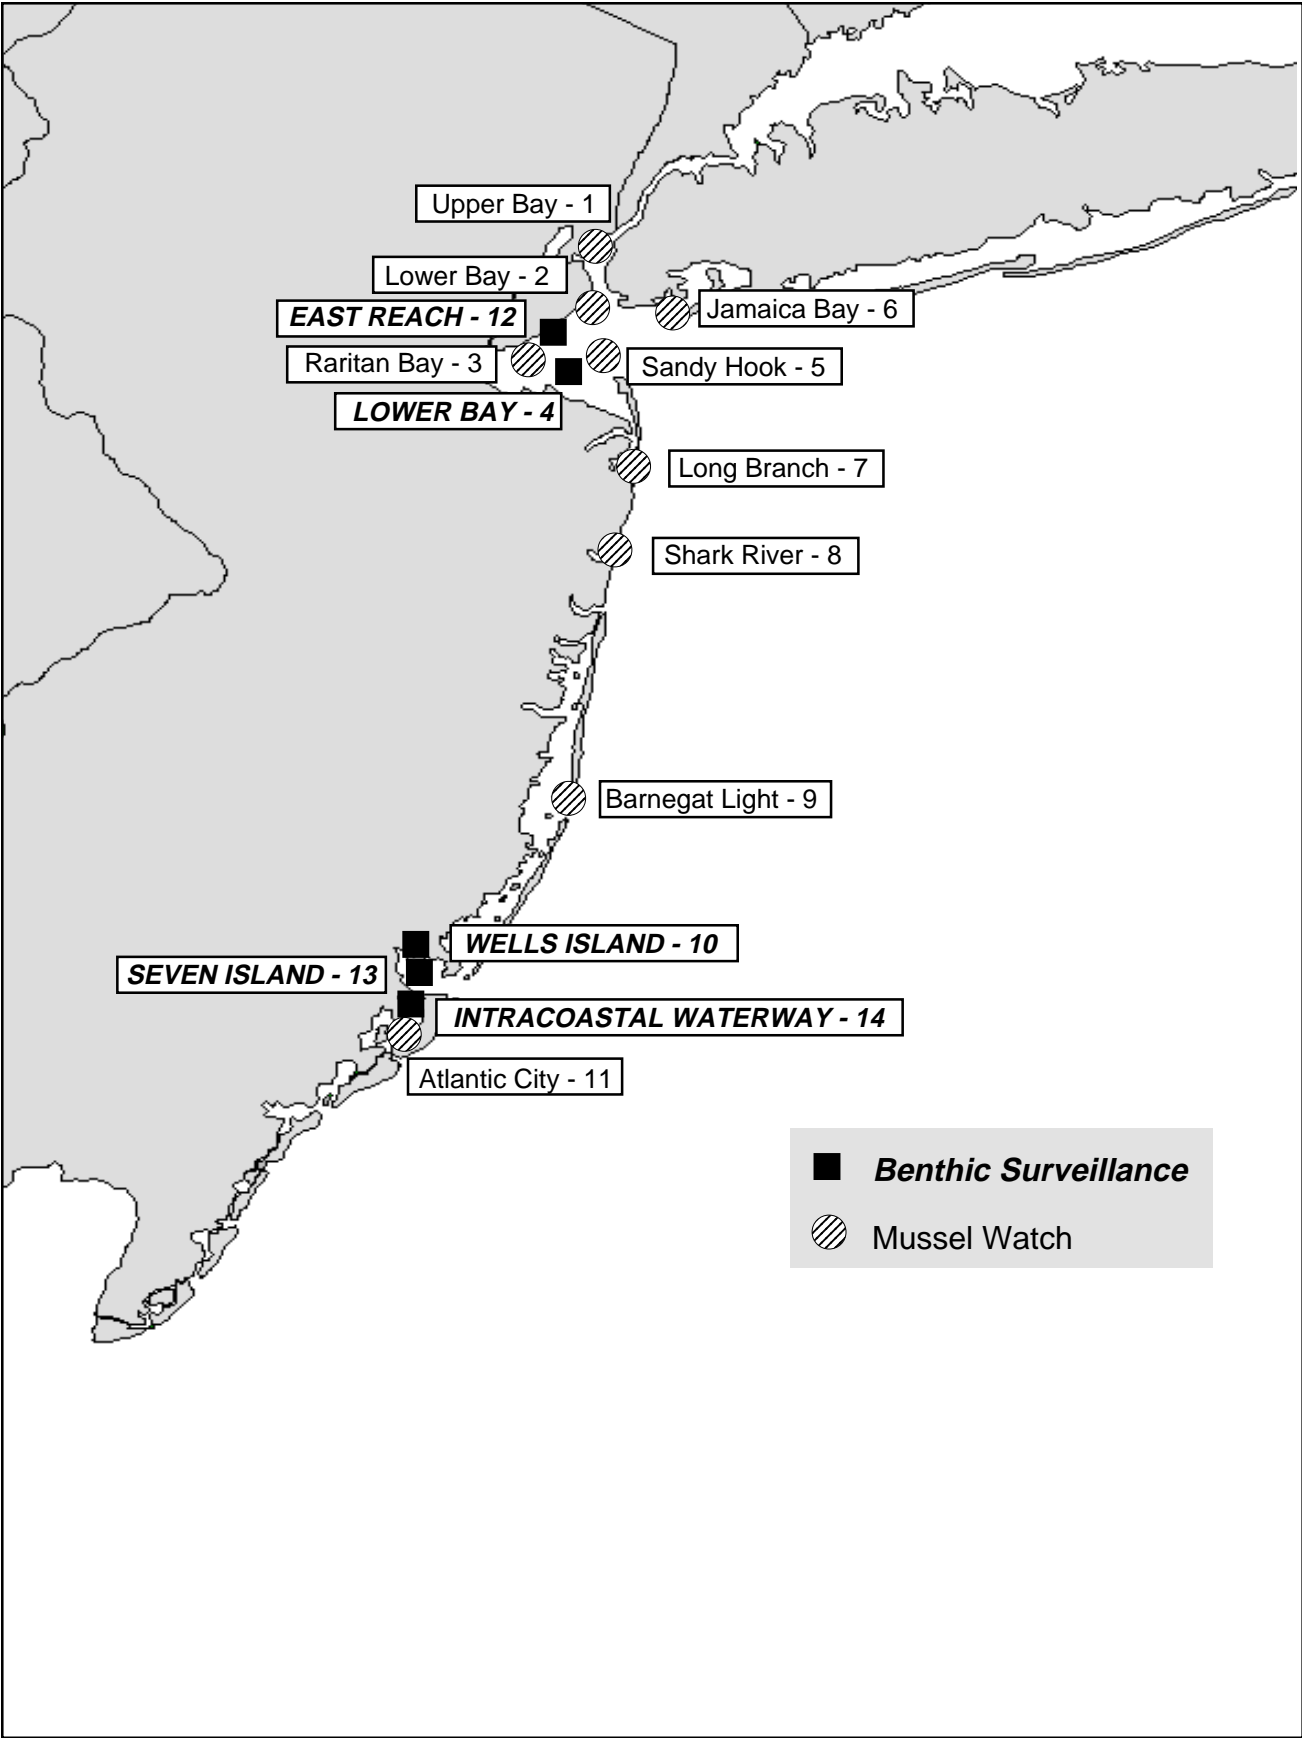 Upper Bay - 1
Lower Bay - 2
EAST REACH - 12
Jamaica Bay - 6
Raritan Bay - 3
Sandy Hook - 5
LOWER BAY - 4
Long Branch - 7
Shark River - 8
Barnegat Light - 9
WELLS ISLAND - 10
SEVEN ISLAND - 13
INTRACOASTAL WATERWAY - 14
Atlantic City - 11
Benthic Surveillance
Mussel Watch